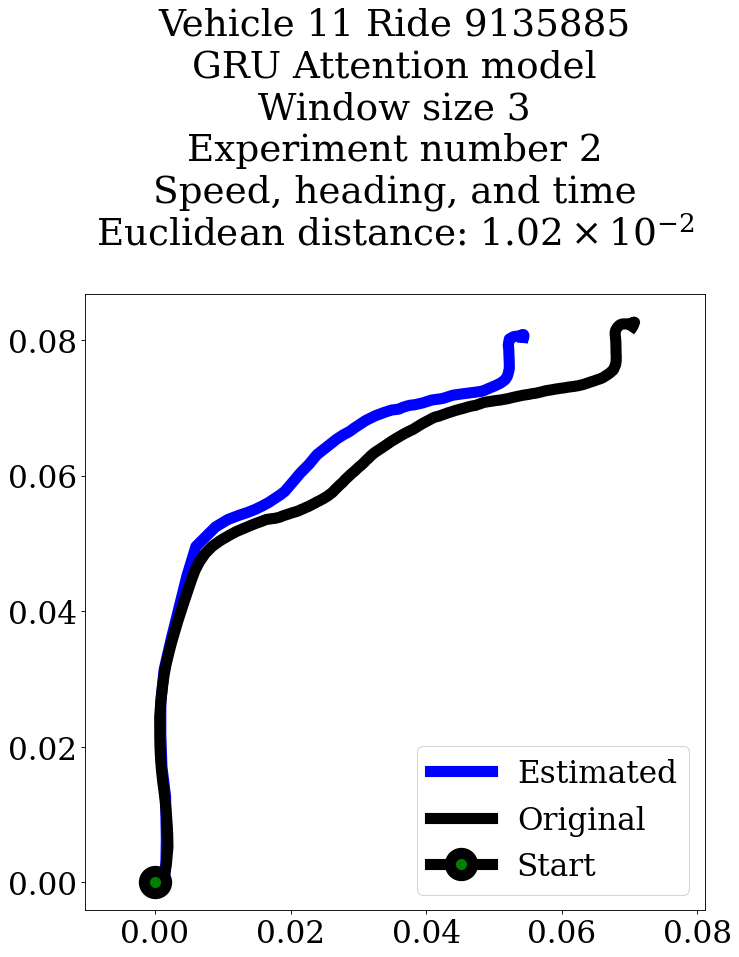 Vehicle 11 Ride 9135885
GRU Attention model
Window size 3
Experiment number 2
Speed, heading, and time
Euclidean distance: 1.02 × 10⁻²
0.08
0.06
0.04
0.02
0.00
Estimated
Original
Start
0.00 0.02 0.04 0.06 0.08